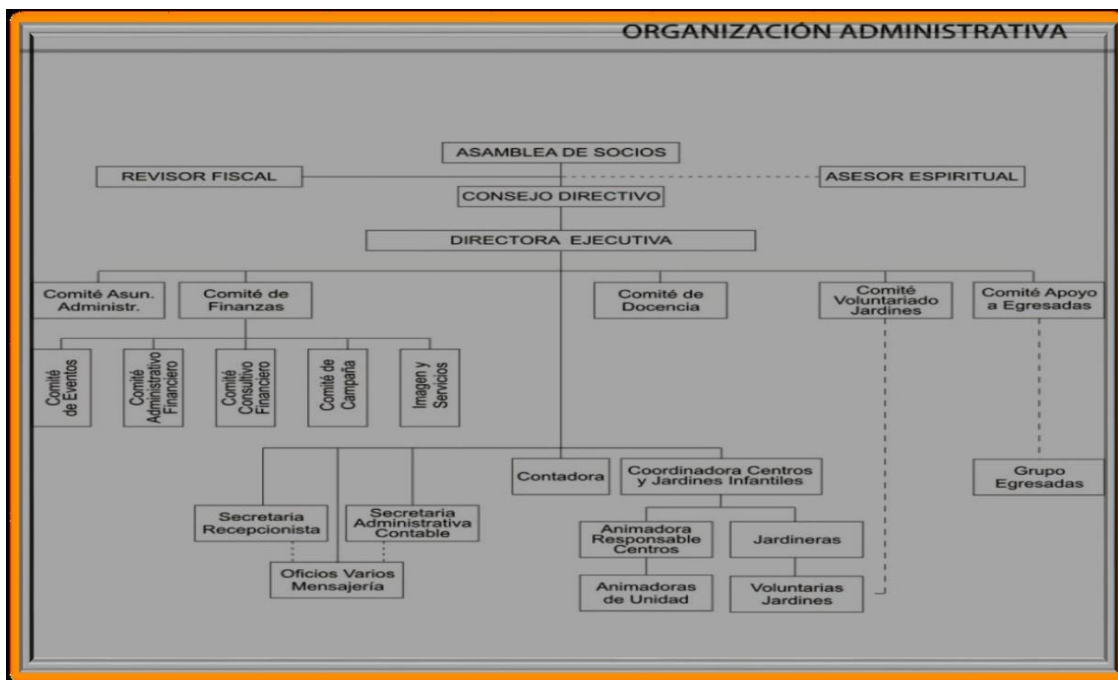 ORGANIZACIÓN ADMINISTRATIVA
ASAMBLEA DE SOCIOS
REVISOR FISCAL
ASESOR ESPIRITUAL
CONSEJO DIRECTIVO
DIRECTORA EJECUTIVA
Comité Asun.
Administr.
Comité de
Finanzas
Comité de
Docencia
Comité
Voluntariado
Jardines
Comité Apoyo
a Egresadas
Comité
de Eventos
Comité
Administrativo
Financiero
Comité
Consultivo
Financiero
Comité de
Campaña
Imagen y
Servicios
Contadora
Coordinadora Centros
y Jardines Infantiles
Grupo
Egresadas
Secretaria
Recepcionista
Secretaria
Administrativa
Contable
Animadora
Responsable
Centros
Jardineras
Oficios Varios
Mensajería
Animadoras
de Unidad
Voluntarias
Jardines